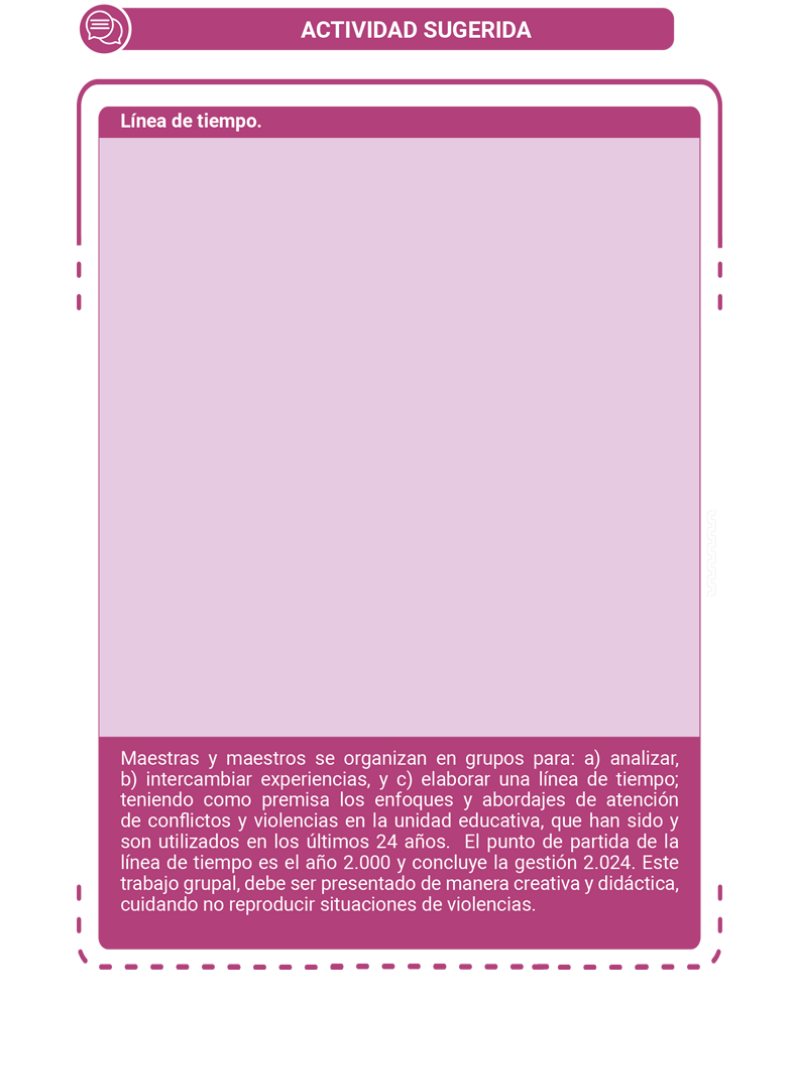 ACTIVIDAD SUGERIDA
Línea de tiempo.
Maestras y maestros se organizan en grupos para: a) analizar,
b) intercambiar experiencias, y c) elaborar una línea de tiempo;
teniendo como premisa los enfoques y abordajes de atención
de conflictos y violencias en la unidad educativa, que han sido y
son utilizados en los últimos 24 años.  El punto de partida de la
línea de tiempo es el año 2.000 y concluye la gestión 2.024. Este
trabajo grupal, debe ser presentado de manera creativa y didáctica,
cuidando no reproducir situaciones de violencias.